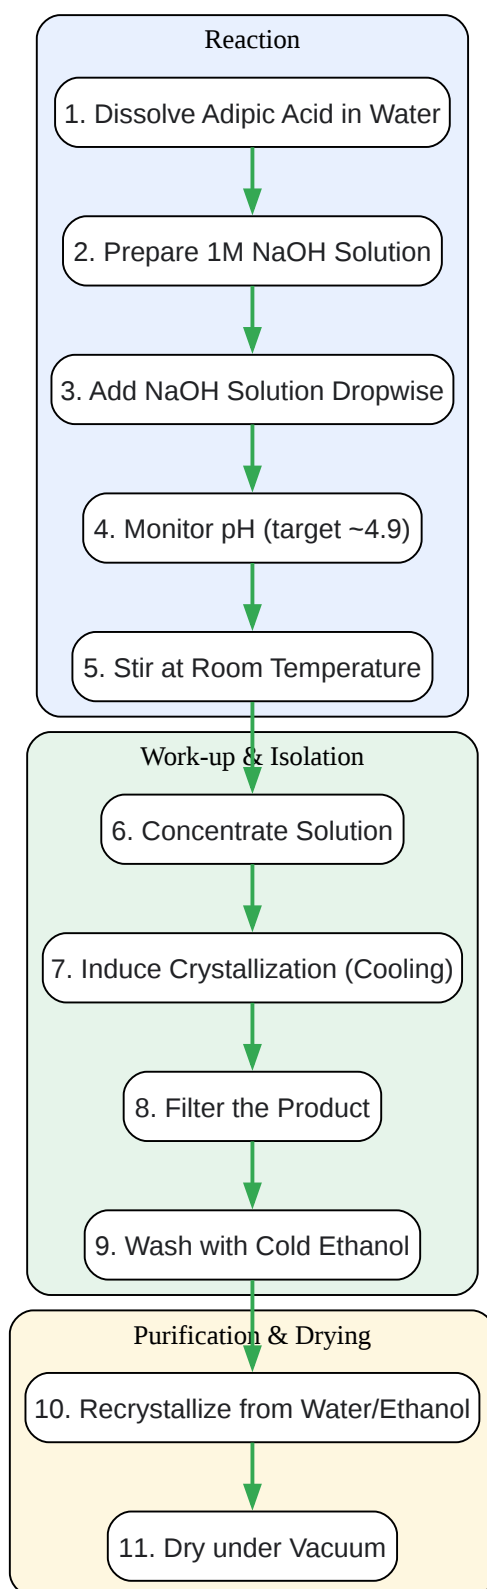 Reaction
1. Dissolve Adipic Acid in Water
2. Prepare 1M NaOH Solution
3. Add NaOH Solution Dropwise
4. Monitor pH (target ~4.9)
5. Stir at Room Temperature
Work-up & Isolation
6. Concentrate Solution
7. Induce Crystallization (Cooling)
8. Filter the Product
9. Wash with Cold Ethanol
Purification & Drying
10. Recrystallize from Water/Ethanol
11. Dry under Vacuum